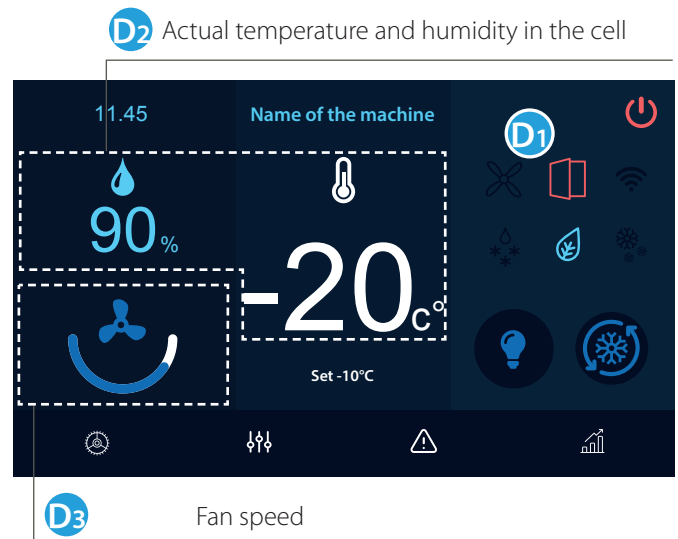 D2 Actual temperature and humidity in the cell
11.45
Name of the machine
D1
90%
-20c°
Set -10°C
D3 Fan speed